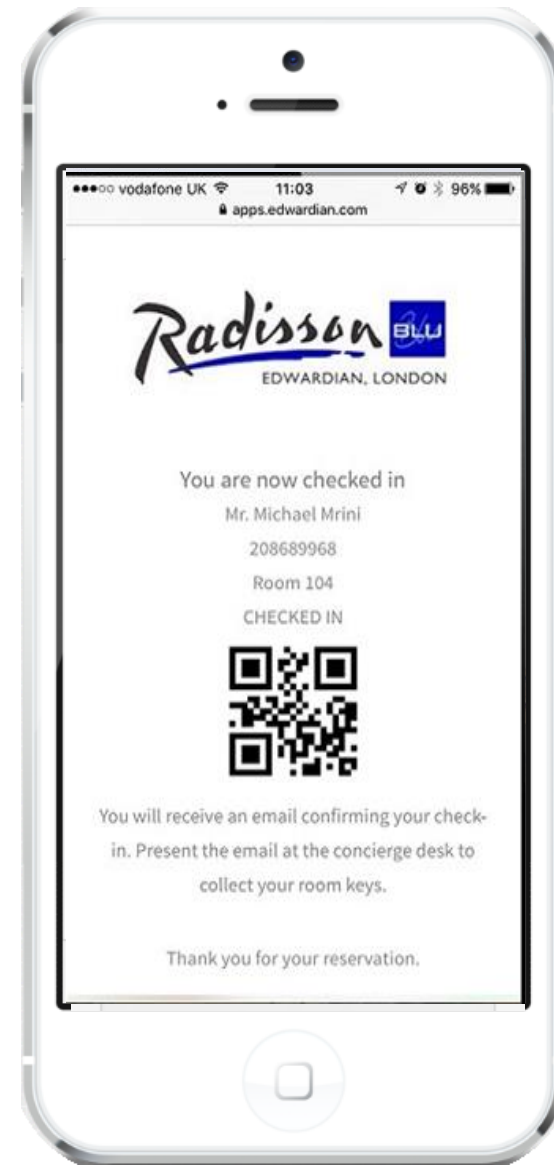 vodafone UK 11:03 96%
apps.edwardian.com
Radisson BLU
EDWARDIAN, LONDON
You are now checked in
Mr. Michael Mrini
208689968
Room 104
CHECKED IN
You will receive an email confirming your check-
in. Present the email at the concierge desk to
collect your room keys.
Thank you for your reservation.